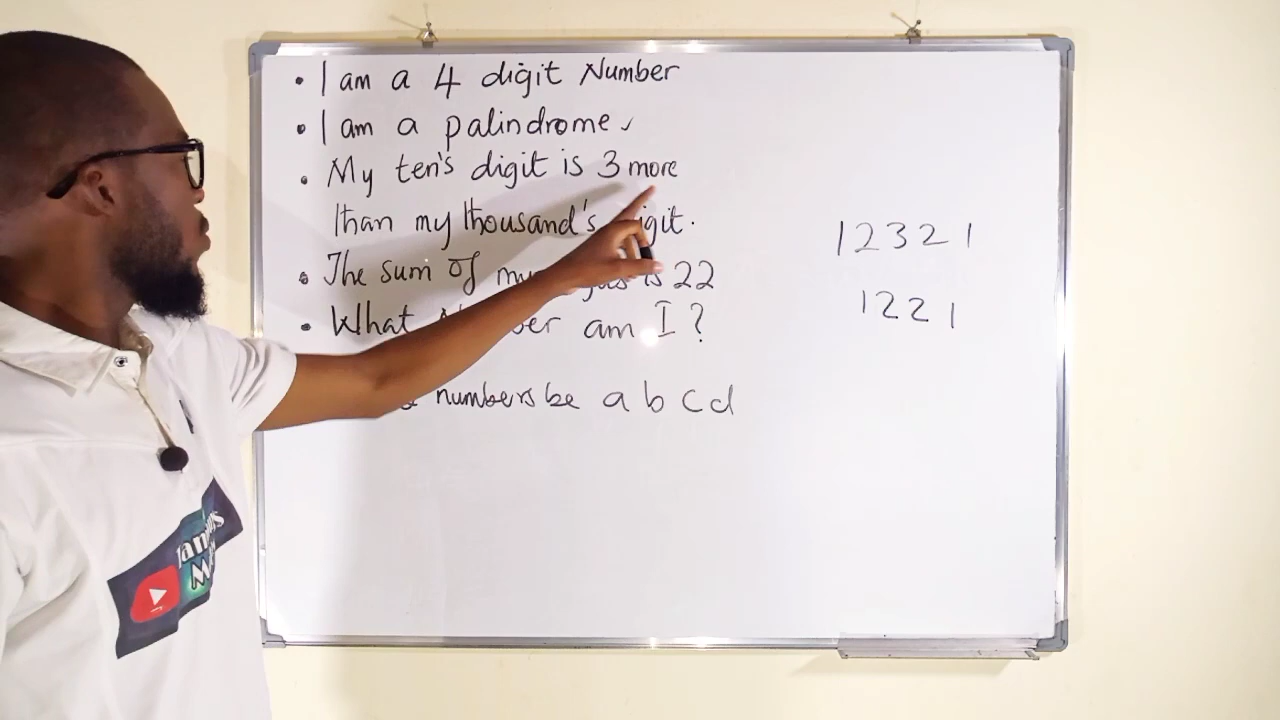 • I am a 4 digit Number
• I am a palindrome ✓
• My ten's digit is 3 more
than my thousand's digit.
• The sum of my is 22
• What am I?
numbers be a b c d
12321
1221